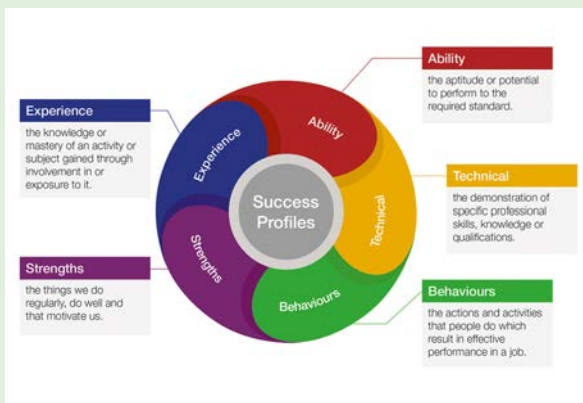 Ability
the aptitude or potential
to perform to the
required standard.
Experience
the knowledge or
mastery of an activity or
subject gained through
involvement in or
exposure to it.
Technical
the demonstration of
specific professional
skills, knowledge or
qualifications.
Strengths
the things we do
regularly, do well and
that motivate us.
Behaviours
the actions and activities
that people do which
result in effective
performance in a job.
Success
Profiles
Ability
Technical
Behaviours
Strengths
Experience